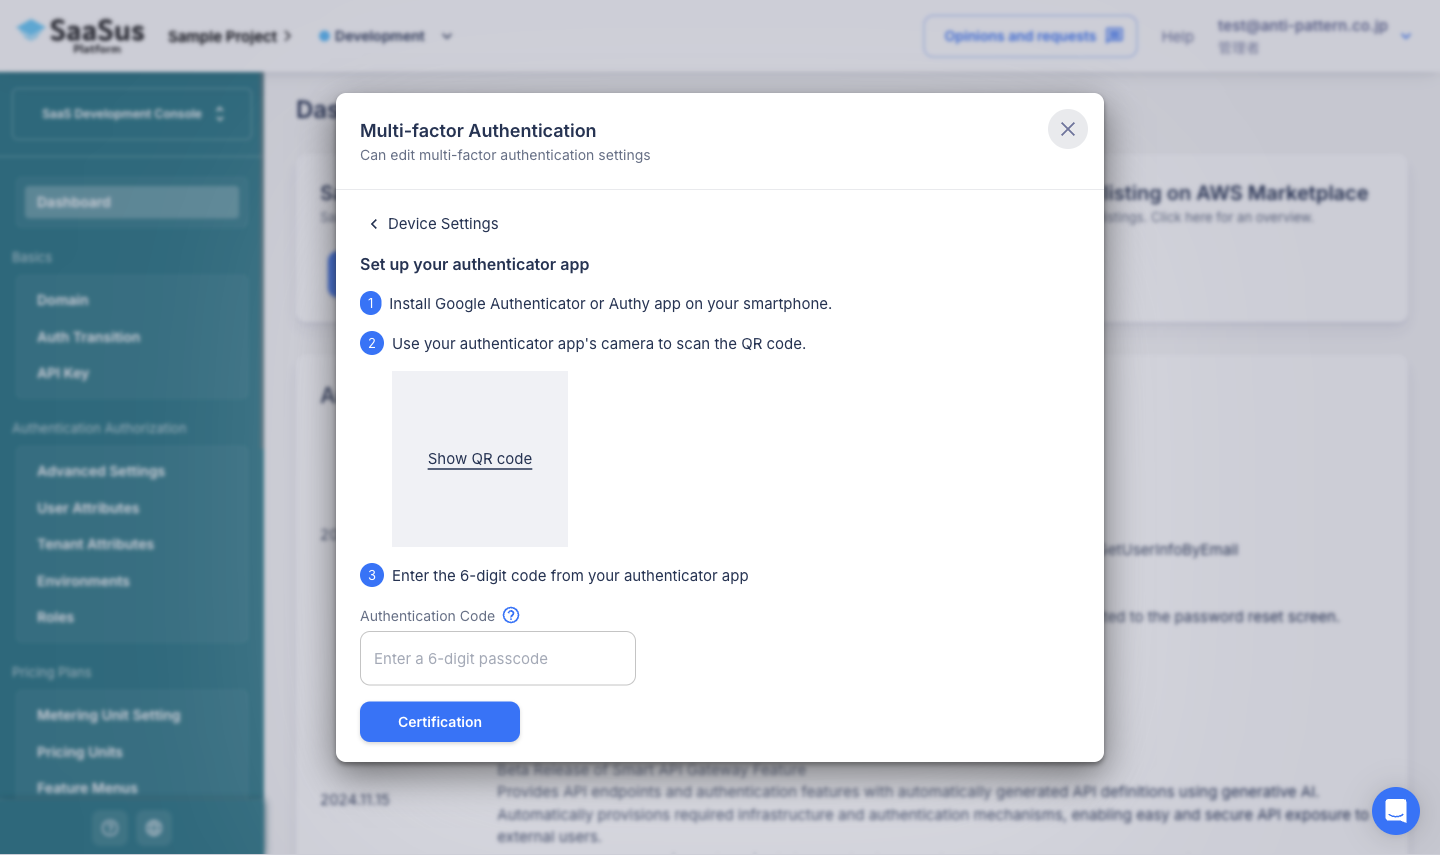 SaaSus
Platform
Sample Project
Development
Opinions and requests
Help
test@anti-pattern.co.jp
管理者
SaaS Development Console
Dashboard
Basics
Domain
Auth Transition
API Key
Authentication Authorization
Advanced Settings
User Attributes
Tenant Attributes
Environments
Roles
Pricing Plans
Metering Unit Setting
Pricing Units
Feature Menus
listing on AWS Marketplace
Click here for an overview.
Multi-factor Authentication
Can edit multi-factor authentication settings
Device Settings
Set up your authenticator app
1 Install Google Authenticator or Authy app on your smartphone.
2 Use your authenticator app's camera to scan the QR code.
Show QR code
3 Enter the 6-digit code from your authenticator app
Authentication Code
Enter a 6-digit passcode
Certification
GetUserInfoByEmail
ted to the password reset screen.
Beta Release of Smart API Gateway Feature
2024.11.15
Provides API endpoints and authentication features with automatically generated API definitions using generative AI.
Automatically provisions required infrastructure and authentication mechanisms, enabling easy and secure API exposure to
external users.